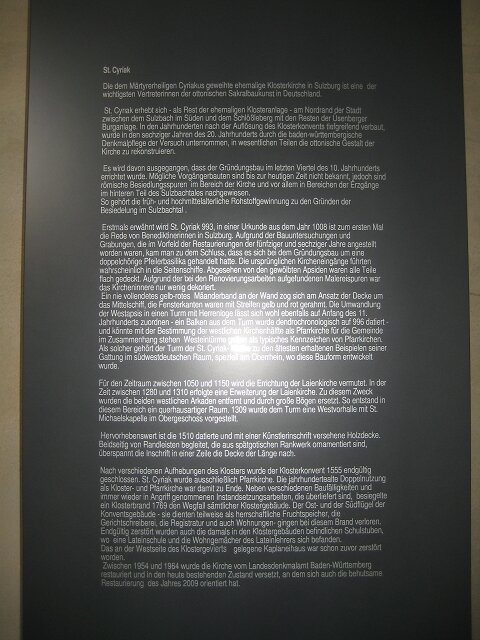 St. Cyriak
Die dem Märtyrerheiligen Cyriakus geweihte ehemalige Klosterkirche in Sulzburg ist eine der
wichtigsten Vertreterinnen der ottonischen Sakralbaukunst in Deutschland.
St. Cyriak erhebt sich - als Rest der ehemaligen Klosteranlage - am Nordrand der Stadt
zwischen dem Sulzbach im Süden und dem Schlößleberg mit den Resten der Üsenberger
Burganlage. In den Jahrhunderten nach der Auflösung des Klosterkonvents tiefgreifend verbaut,
wurde in den sechziger Jahren des 20. Jahrhunderts durch die baden-württembergische
Denkmalpflege der Versuch unternommen, in wesentlichen Teilen die ottonische Gestalt der
Kirche zu rekonstruieren.
Es wird davon ausgegangen, dass der Gründungsbau im letzten Viertel des 10. Jahrhunderts
errichtet wurde. Mögliche Vorgängerbauten sind bis zur heutigen Zeit nicht bekannt, jedoch sind
römische Besiedlungsspuren im Bereich der Kirche und vor allem in Bereichen der Erzgänge
im hinteren Teil des Sulzbachtales nachgewiesen.
So gehört die früh- und hochmittelalterliche Rohstoffgewinnung zu den Gründen der
Besiedelung im Sulzbachtal .
Erstmals erwähnt wird St. Cyriak 993, in einer Urkunde aus dem Jahr 1008 ist zum ersten Mal
die Rede von Benediktinerinnen in Sulzburg. Aufgrund der Bauuntersuchungen und
Grabungen, die im Vorfeld der Restaurierungen der fünfziger und sechziger Jahre angestellt
worden waren, kam man zu dem Schluss, dass es sich bei dem Gründungsbau um eine
doppelchörige Pfeilerbasilika gehandelt hatte. Die ursprünglichen Kircheneingänge führten
wahrscheinlich in die Seitenschiffe. Abgesehen von den gewölbten Apsiden waren alle Teile
flach gedeckt. Aufgrund der bei den Renovierungsarbeiten aufgefundenen Malereispuren war
das Kircheninnere nur wenig dekoriert.
Ein nie vollendetes gelb-rotes Mäanderband an der Wand zog sich am Ansatz der Decke um
das Mittelschiff, die Fensterkanten waren mit Streifen gelb und rot gerahmt. Die Umwandlung
der Westapsis in einen Turm mit Herrenloge lässt sich wohl ebenfalls auf Anfang des 11.
Jahrhunderts zuordnen - ein Balken aus dem Turm wurde dendrochronologisch auf 996 datiert -
und könnte mit der Bestimmung der westlichen Kirchenhälfte als Pfarrkirche für die Gemeinde
im Zusammenhang stehen. Westeintürme gelten als typisches Kennzeichen von Pfarrkirchen.
Als solcher gehört der Turm der St. Cyriak- zu den ältesten erhaltenen Beispielen seiner
Gattung im südwestdeutschen Raum, speziell am Oberrhein, wo diese Bauform entwickelt
wurde.
Für den Zeitraum zwischen 1050 und 1150 wird die Errichtung der Laienkirche vermutet. In der
Zeit zwischen 1280 und 1310 erfolgte eine Erweiterung der Laienkirche. Zu diesem Zweck
wurden die beiden westlichen Arkaden entfernt und durch große Bögen ersetzt. So entstand in
diesem Bereich ein querhausartiger Raum. 1309 wurde dem Turm eine Westvorhalle mit St.
Michaelskapelle im Obergeschoss vorgestellt.
Hervorhebenswert ist die 1510 datierte und mit einer Künstlerinschrift versehene Holzdecke.
Beidseitig von Randleisten begleitet, die aus spätgotischen Rankwerk ornamentiert sind,
überspannt die Inschrift in einer Zeile die Decke der Länge nach.
Nach verschiedenen Aufhebungen des Klosters wurde der Klosterkonvent 1555 endgültig
geschlossen. St. Cyriak wurde ausschließlich Pfarrkirche. Die jahrhundertealte Doppelnutzung
als Kloster- und Pfarrkirche war damit zu Ende. Neben verschiedenen Baufälligkeiten und
immer wieder in Angriff genommenen Instandsetzungsarbeiten, die überliefert sind, besiegelte
ein Klosterbrand 1769 den Wegfall sämtlicher Klostergebäude. Der Ost- und der Südflügel der
Konventsgebäude - sie dienten teilweise als herrschaftliche Fruchtspeicher, die
Gerichtschreiberei, die Registratur und auch Wohnungen- gingen bei diesem Brand verloren.
Endgültig zerstört wurden auch die damals in den Klostergebäuden befindlichen Schulstuben,
wo eine Lateinschule und die Wohngemächer des Lateinlehrers sich befanden.
Das an der Westseite des Klostergevierts gelegene Kaplaneihaus war schon zuvor zerstört
worden.
Zwischen 1954 und 1964 wurde die Kirche vom Landesdenkmalamt Baden-Württemberg
restauriert und in den heute bestehenden Zustand versetzt, an dem sich auch die behutsame
Restaurierung des Jahres 2009 orientiert hat.